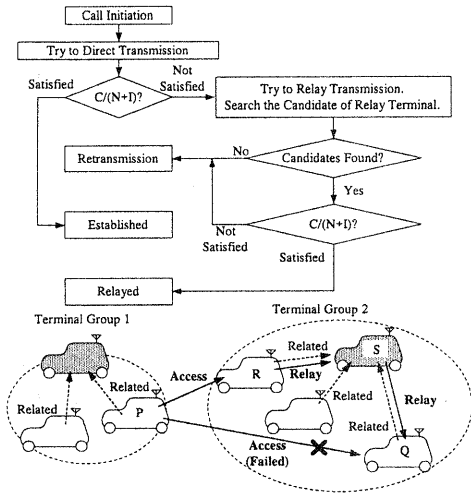 Call Initiation
Try to Direct Transmission
Satisfied
C/(N+I)?
Not
Satisfied
Try to Relay Transmission.
Search the Candidate of Relay Terminal.
Retransmission
No
Candidates Found?
Yes
Established
Not
Satisfied
C/(N+I)?
Satisfied
Relayed
Terminal Group 1
Terminal Group 2
Related
S
Access
R
Relay
Related
P
Related
Related
Relay
Related
Access
(Failed)
Q